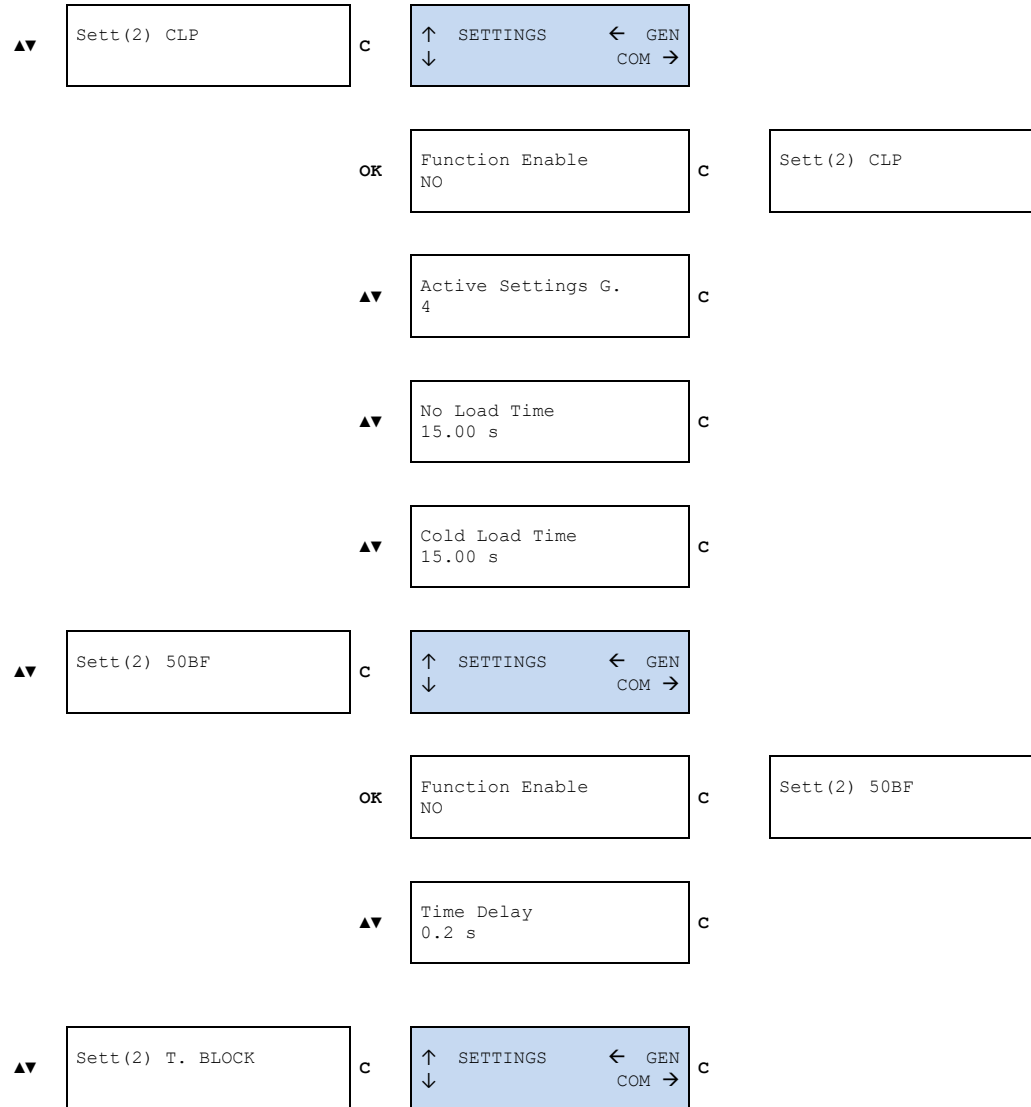 ▲▼ Sett(2) CLP C ↑ SETTINGS ← GEN
↓ COM →
OK Function Enable C Sett(2) CLP
NO
▲▼ Active Settings G. C
4
▲▼ No Load Time C
15.00 s
▲▼ Cold Load Time C
15.00 s
▲▼ Sett(2) 50BF C ↑ SETTINGS ← GEN
↓ COM →
OK Function Enable C Sett(2) 50BF
NO
▲▼ Time Delay C
0.2 s
▲▼ Sett(2) T. BLOCK C ↑ SETTINGS ← GEN C
↓ COM →